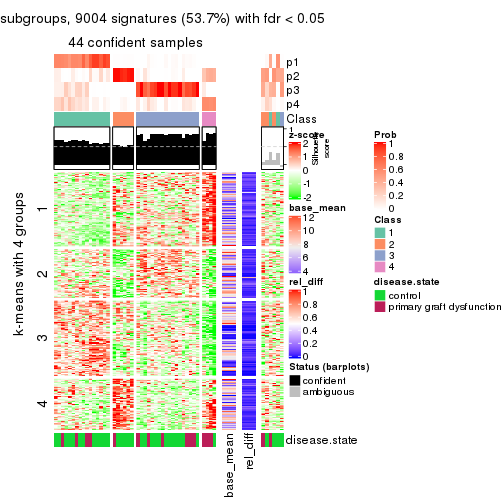 subgroups, 9004 signatures (53.7%) with fdr < 0.05
44 confident samples
p1
p2
p3
p4
Class
1
Silhouette
score
z-score
2
1
0
-1
-2
base_mean
12
10
8
6
4
rel_diff
1
0.8
0.6
0.4
0.2
0
Status (barplots)
confident
ambiguous
Prob
1
0.8
0.6
0.4
0.2
0
Class
1
2
3
4
disease.state
control
primary graft dysfunction
k-means with 4 groups
1
2
3
4
disease.state
base_mean
rel_diff